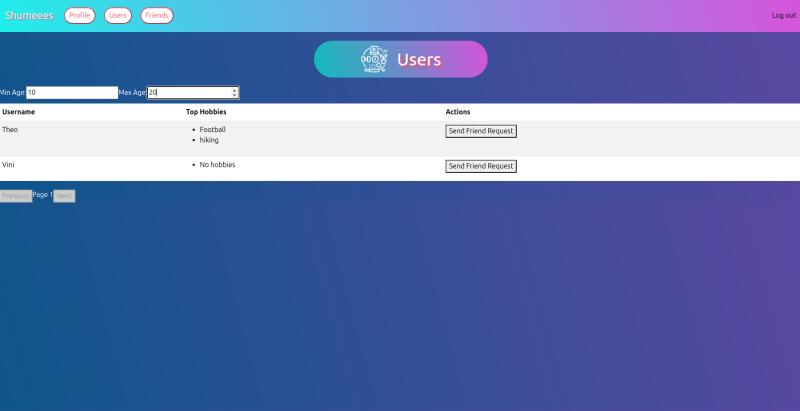 Shumeees Profile Users Friends Log out
Users
Min Age: 10 Max Age: 20
Username Top Hobbies Actions
Theo • Football Send Friend Request
• hiking
Vini • No hobbies Send Friend Request
Previous Page 1 Next